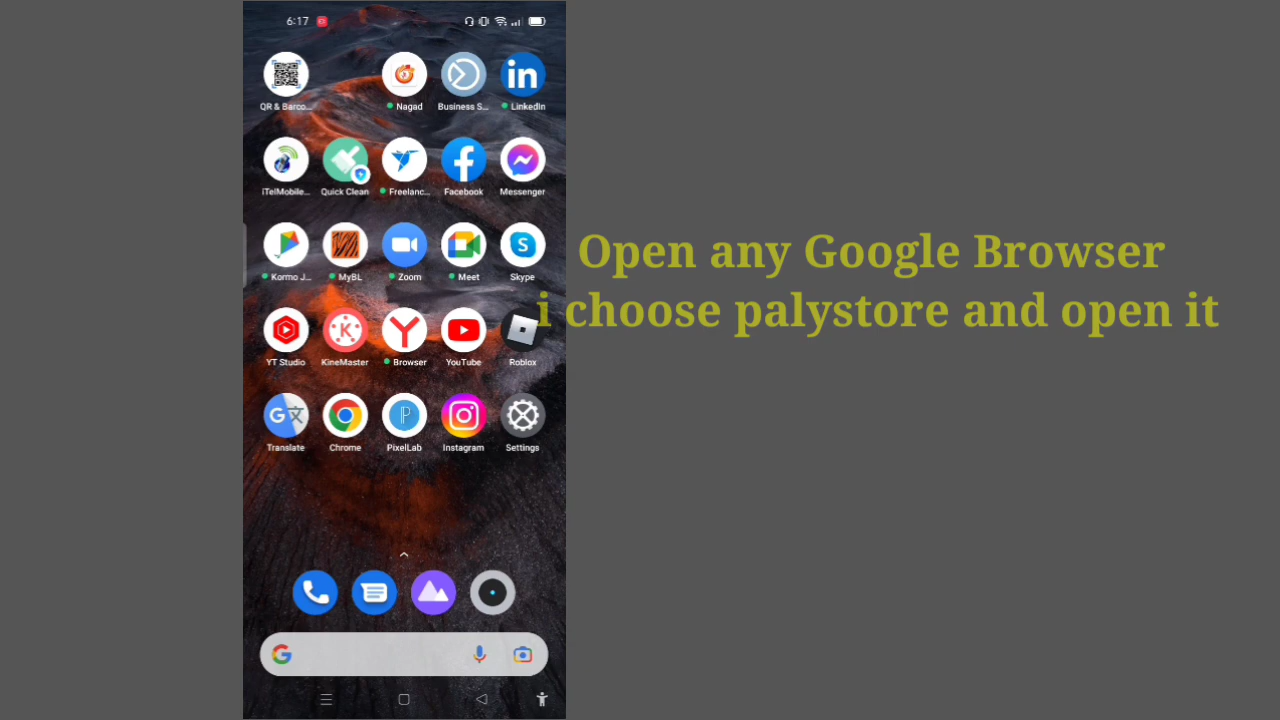 6:17
QR & Barco...
Nagad
Business S...
LinkedIn
iTelMobile...
Quick Clean
Freelanc...
Facebook
Messenger
Kormo J...
MyBL
Zoom
Meet
Skype
YT Studio
KineMaster
Browser
YouTube
Roblox
Translate
Chrome
PixelLab
Instagram
Settings
Open any Google Browser
i choose palystore and open it